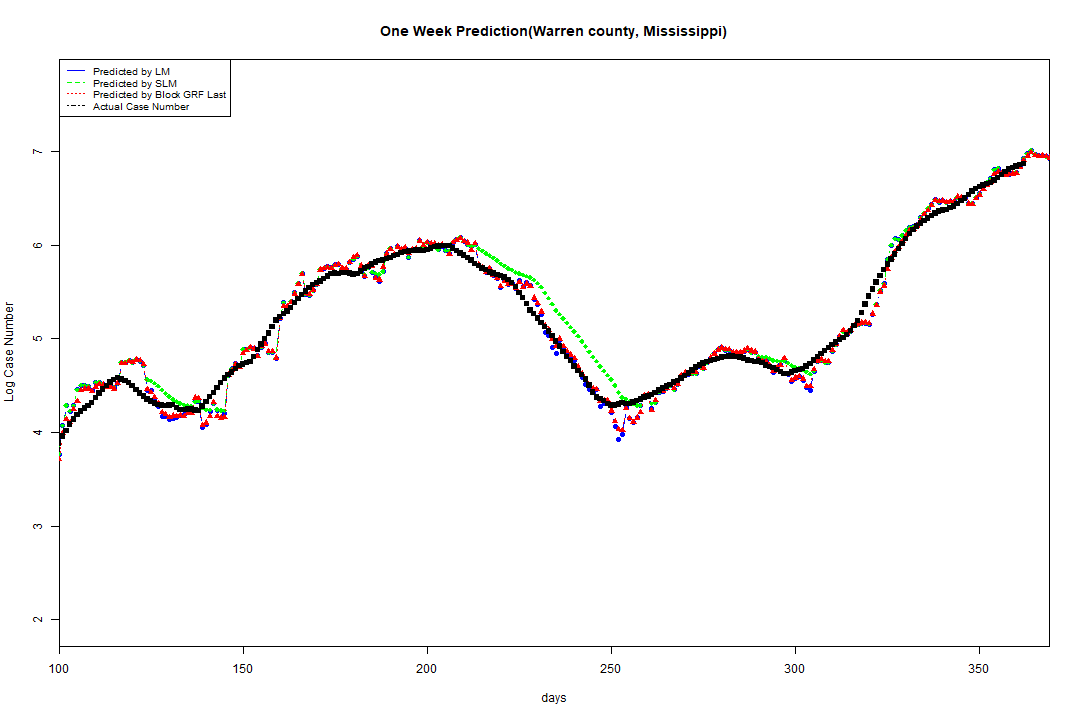 One Week Prediction(Warren county, Mississippi)
Predicted by LM
Predicted by SLM
Predicted by Block GRF Last
Actual Case Number
Log Case Number
7
6
5
4
3
2
100 150 200 250 300 350
days